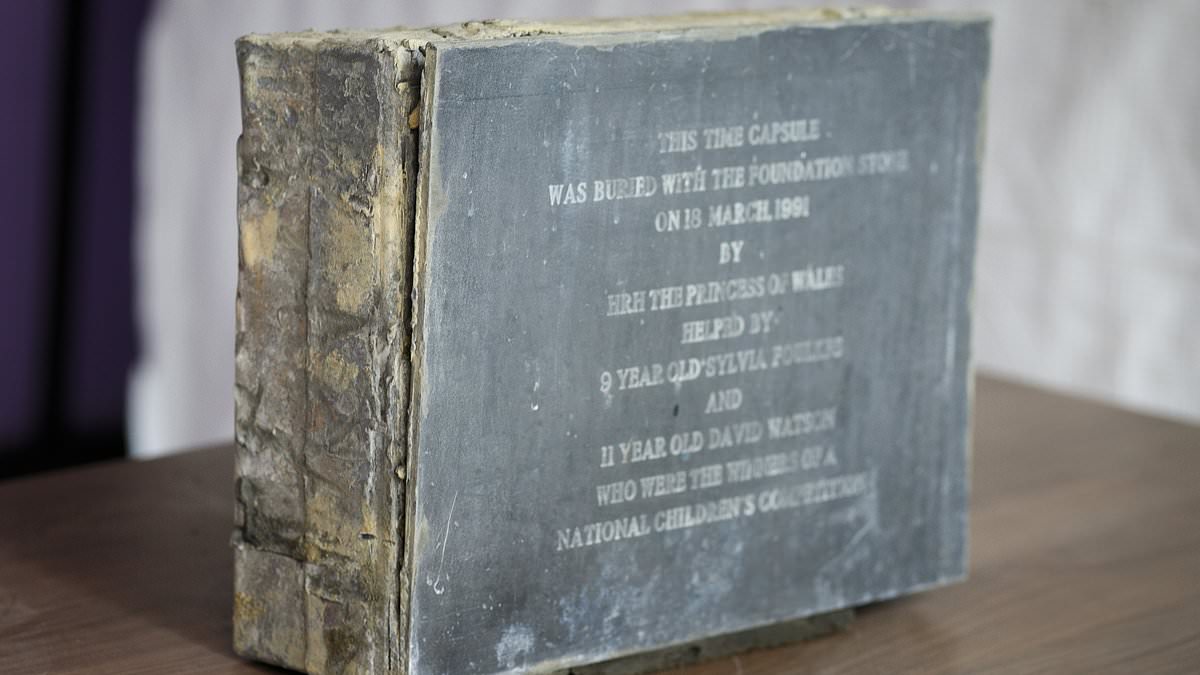 THIS TIME CAPSULE
WAS BURIED WITH THE FOUNDATION STONE
ON 18 MARCH 1991
BY
HRH THE PRINCESS OF WALES
HELPED BY
9 YEAR OLD SYLVIA FOULKES
AND
11 YEAR OLD DAVID WATSON
WHO WERE THE WINNERS OF A
NATIONAL CHILDREN'S COMPETITION